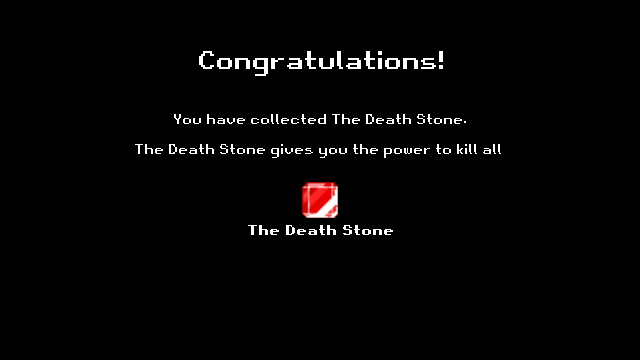 Congratulations!
You have collected The Death Stone.
The Death Stone gives you the power to kill all
The Death Stone